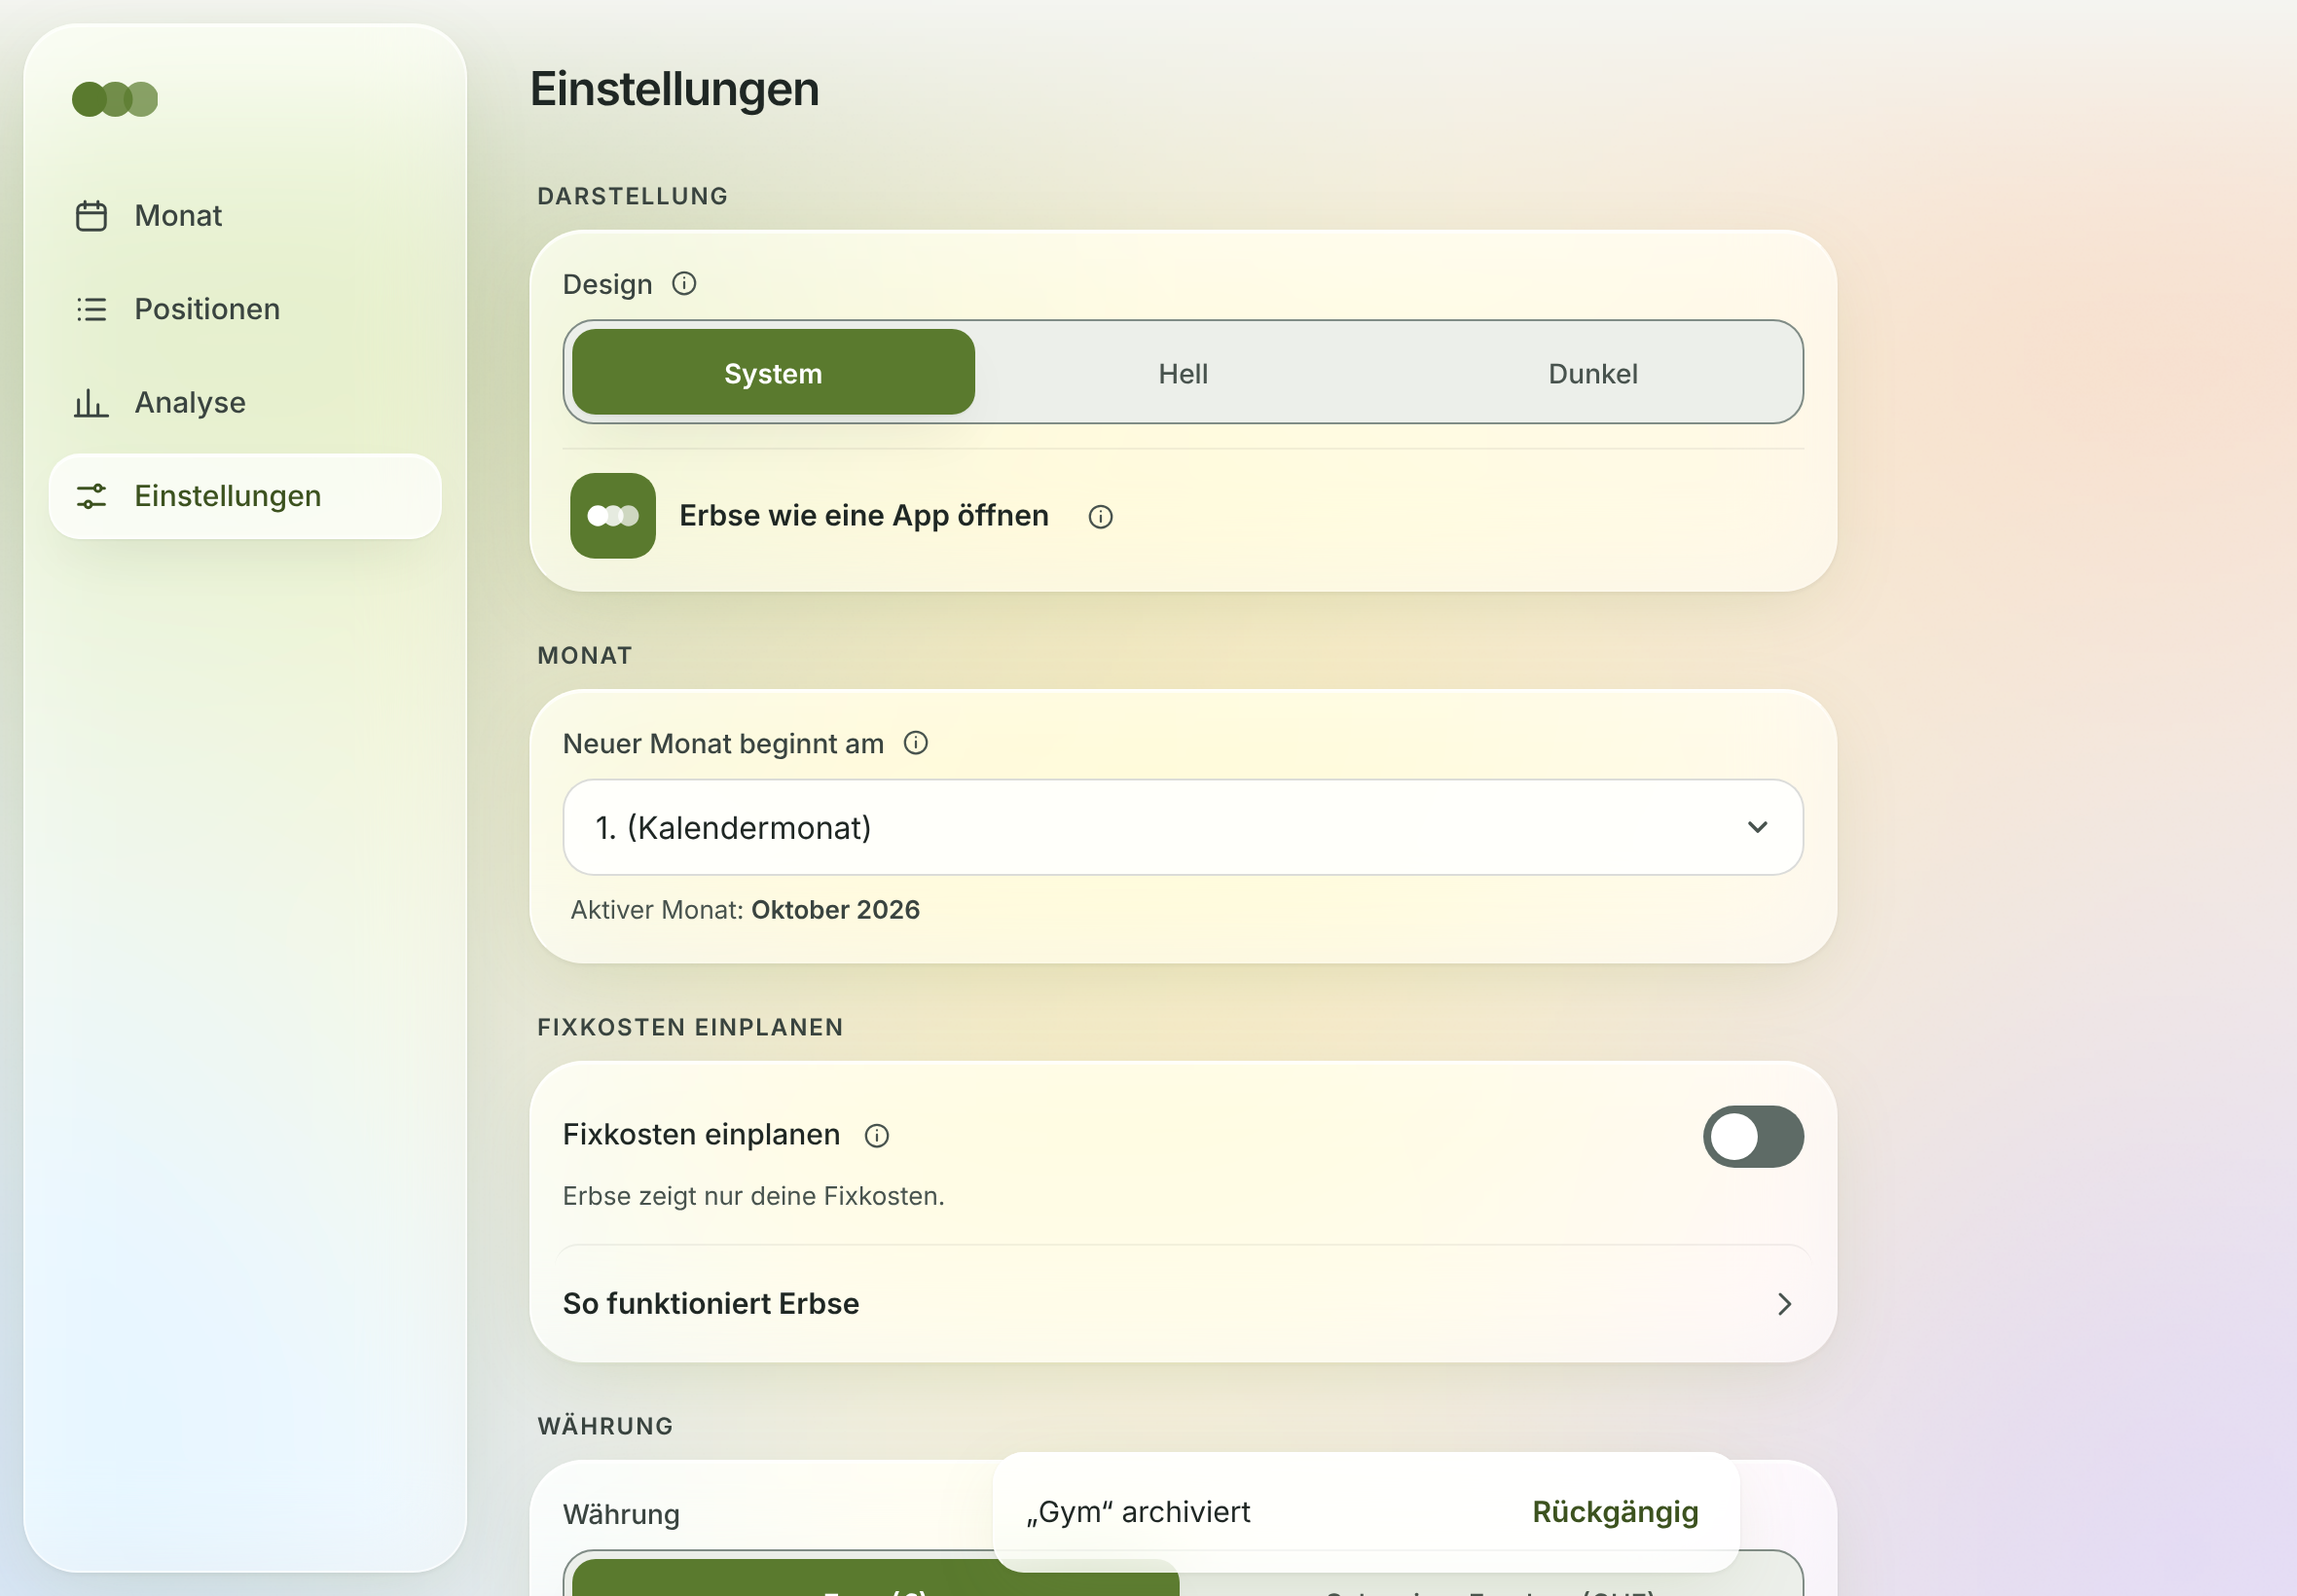 Einstellungen
Monat
Positionen
Analyse
Einstellungen
DARSTELLUNG
Design
System Hell Dunkel
Erbse wie eine App öffnen
MONAT
Neuer Monat beginnt am
1. (Kalendermonat)
Aktiver Monat: Oktober 2026
FIXKOSTEN EINPLANEN
Fixkosten einplanen
Erbse zeigt nur deine Fixkosten.
So funktioniert Erbse
WÄHRUNG
Währung
„Gym“ archiviert Rückgängig